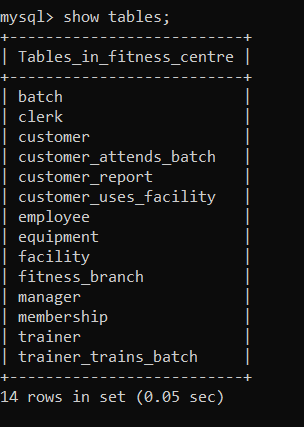 mysql> show tables;
+--------------------------+
| Tables_in_fitness_centre |
+--------------------------+
| batch                    |
| clerk                    |
| customer                 |
| customer_attends_batch   |
| customer_report          |
| customer_uses_facility   |
| employee                 |
| equipment                |
| facility                 |
| fitness_branch           |
| manager                  |
| membership               |
| trainer                  |
| trainer_trains_batch     |
+--------------------------+
14 rows in set (0.05 sec)